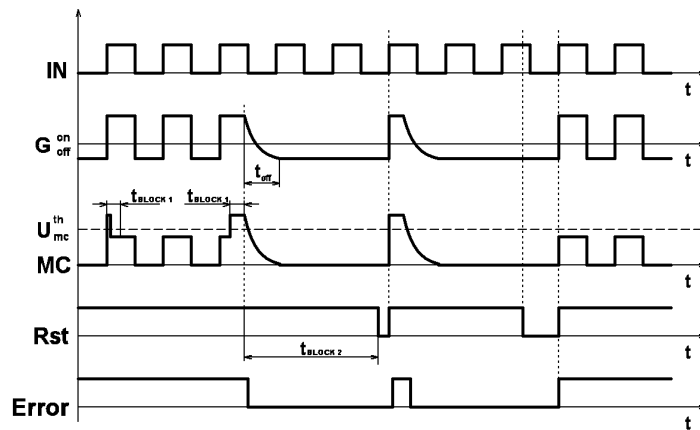 IN
t
G on off
t
t off
t BLOCK 1
t BLOCK 1
U th mc
MC
t
Rst
t BLOCK 2
t
Error
t